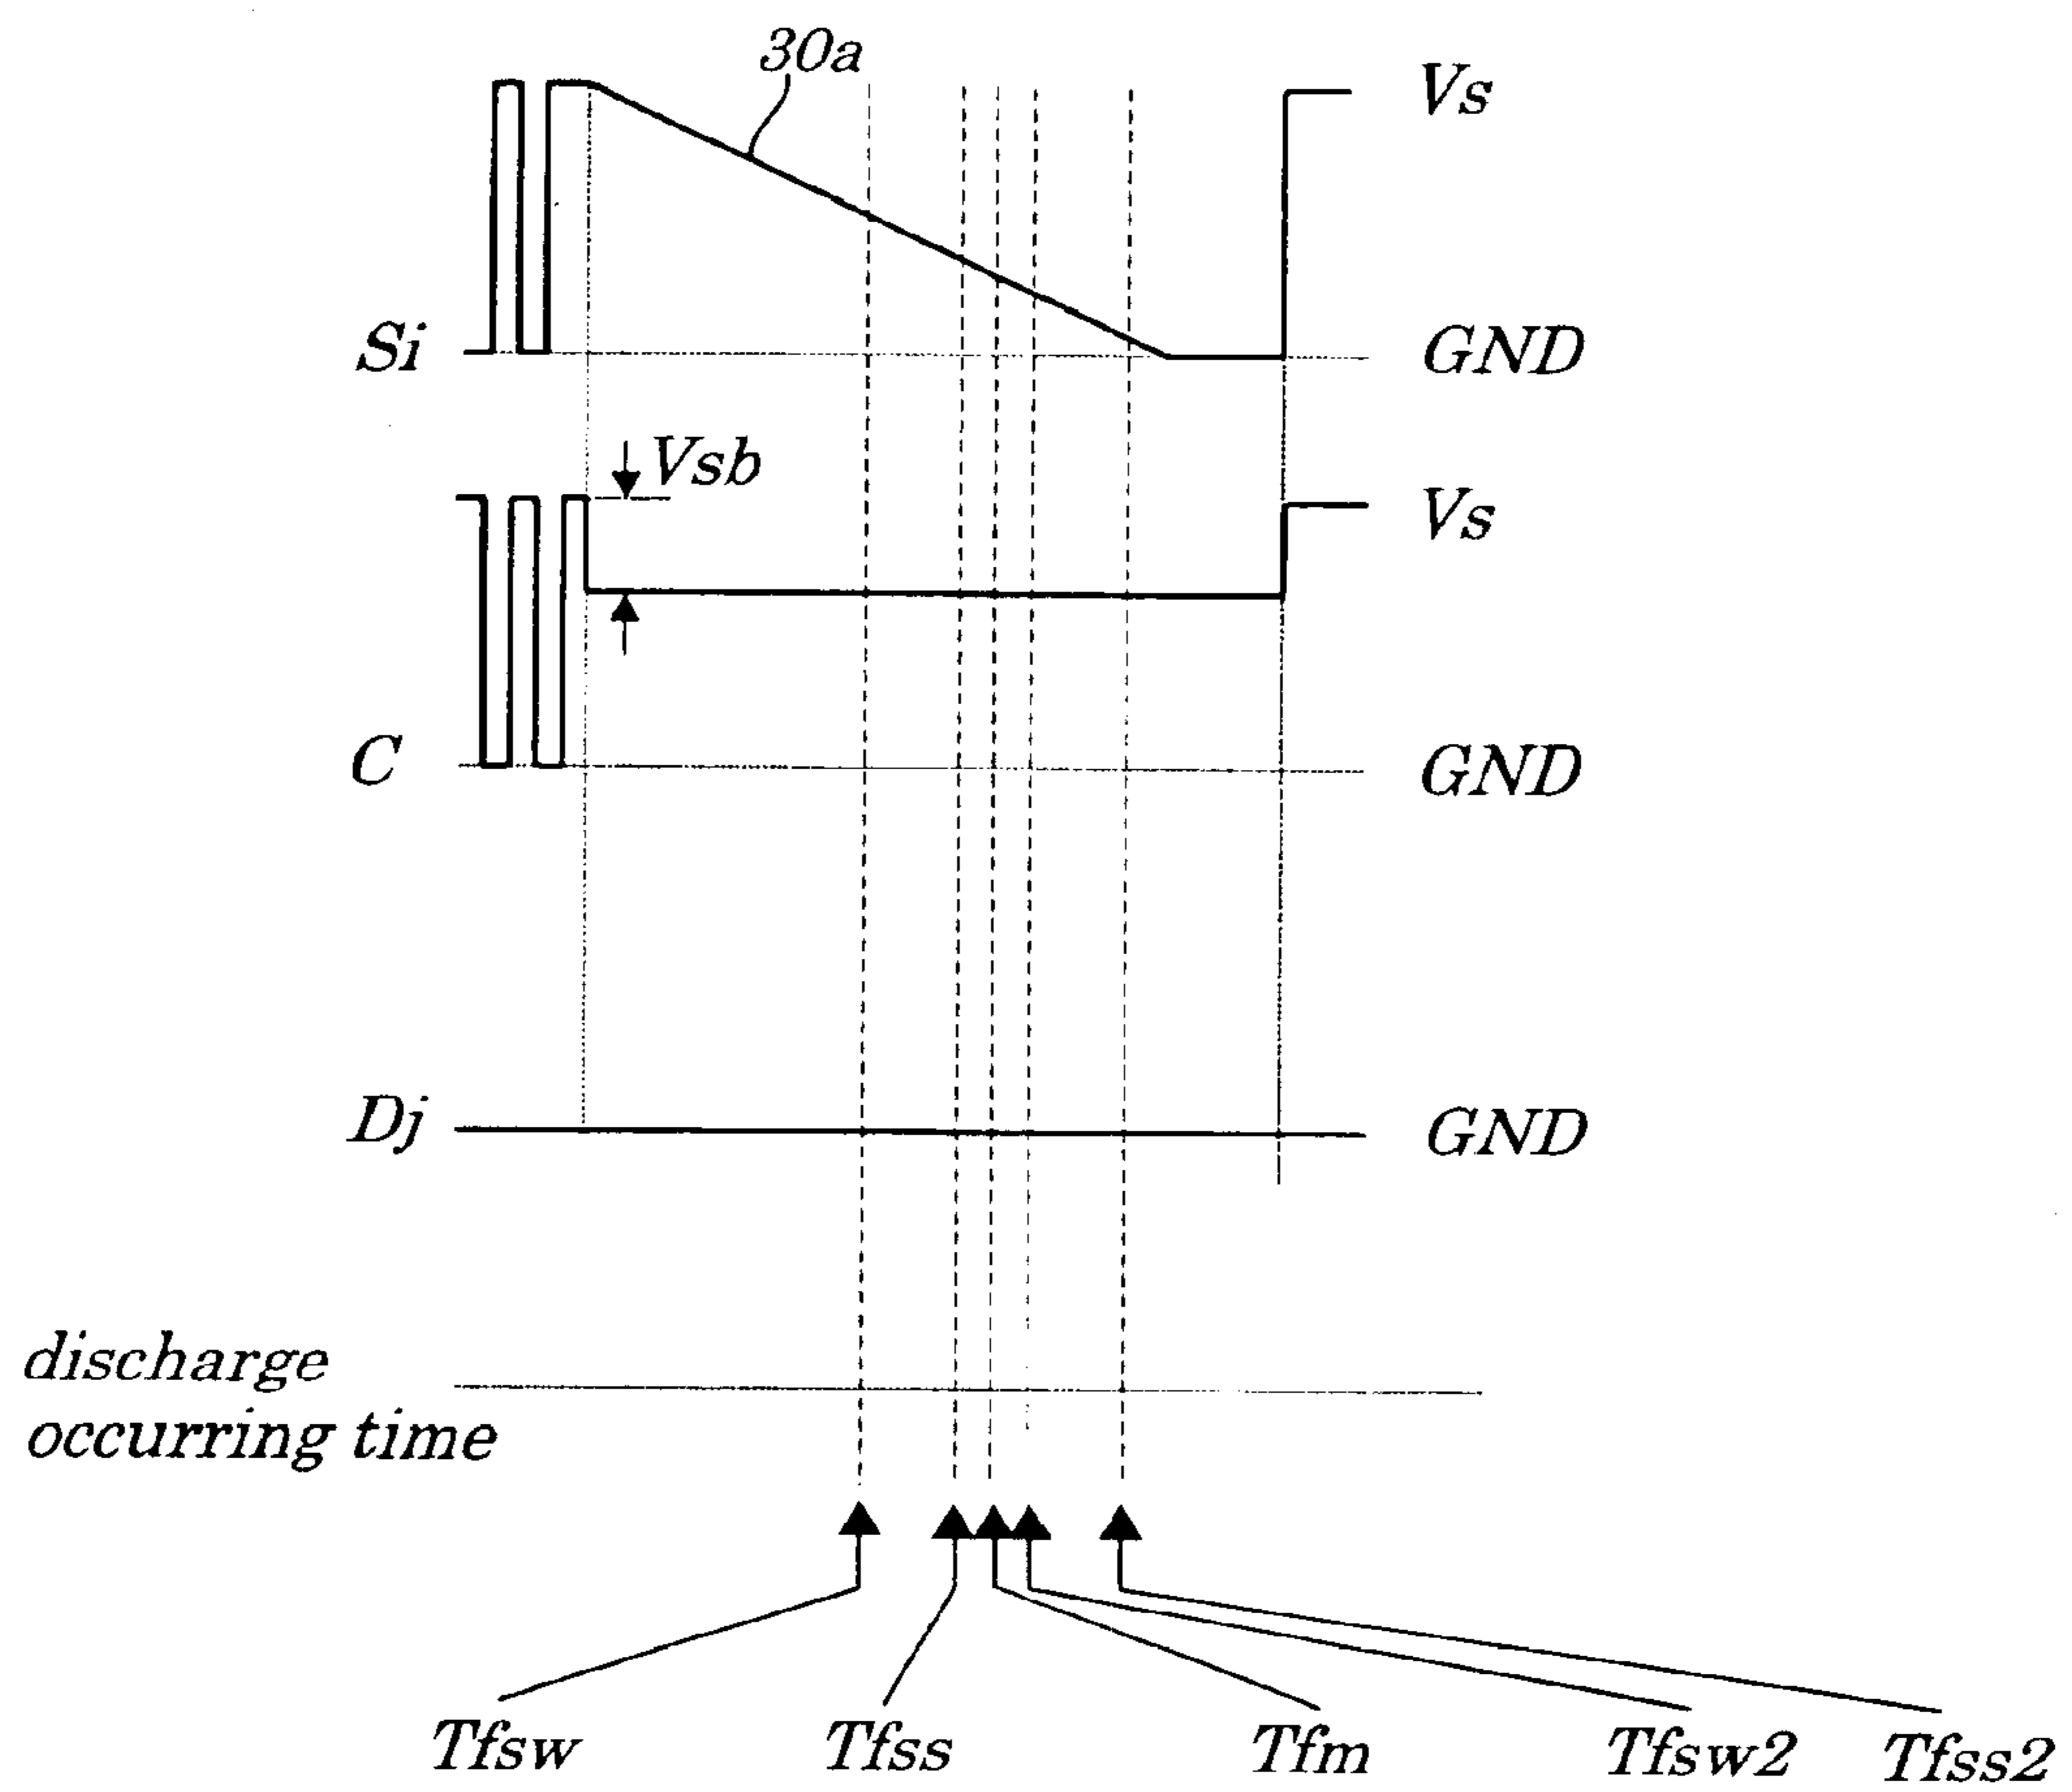 30a
Vs
Si
GND
Vsb
Vs
C
GND
Dj
GND
discharge
occurring time
Tfsw
Tfss
Tfm
Tfsw2
Tfss2